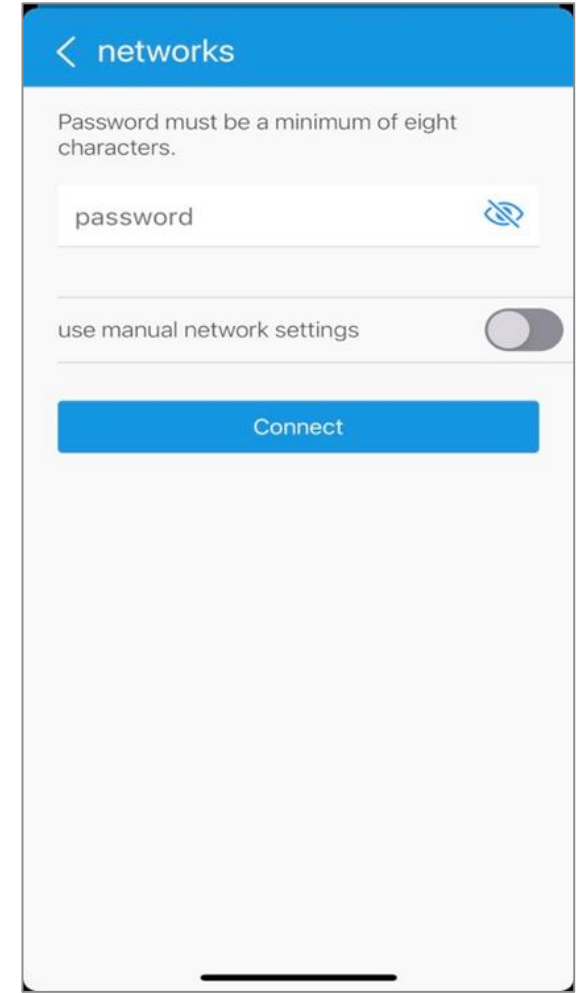 networks
Password must be a minimum of eight
characters.
password
use manual network settings
Connect